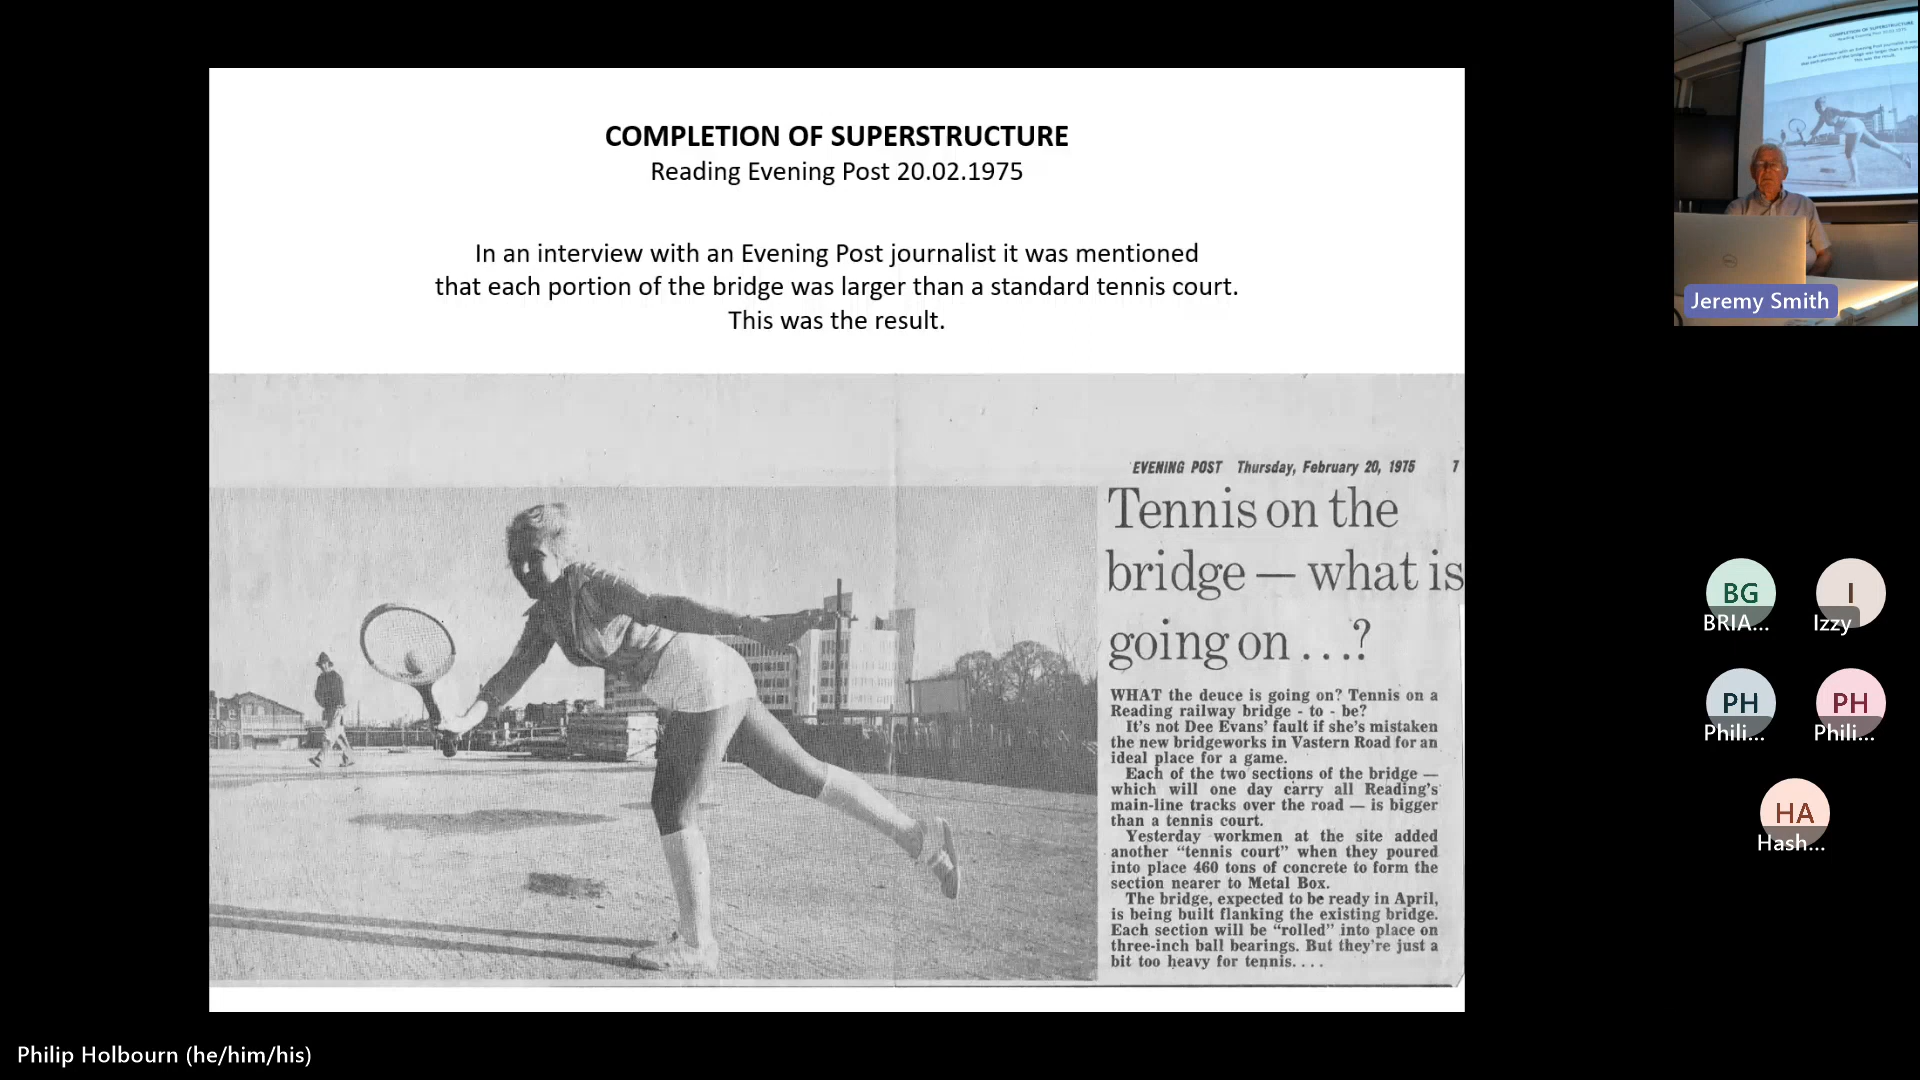 COMPLETION OF SUPERSTRUCTURE
Reading Evening Post 20.02.1975
In an interview with an Evening Post journalist it was mentioned
that each portion of the bridge was larger than a standard tennis court.
This was the result.
EVENING POST Thursday, February 20, 1975 7
Tennis on the
bridge — what is
going on . . .?
WHAT the deuce is going on? Tennis on a
Reading railway bridge - to - be?
It's not Dee Evans' fault if she's mistaken
the new bridgeworks in Vastern Road for an
ideal place for a game.
Each of the two sections of the bridge —
which will one day carry all Reading's
main-line tracks over the road — is bigger
than a tennis court.
Yesterday workmen at the site added
another “tennis court” when they poured
into place 460 tons of concrete to form the
section nearer to Metal Box.
The bridge, expected to be ready in April,
is being built flanking the existing bridge.
Each section will be “rolled” into place on
three-inch ball bearings. But they're just a
bit too heavy for tennis. . . .
Jeremy Smith
BG
BRIA...
I
Izzy
PH
Phili...
PH
Phili...
HA
Hash...
Philip Holbourn (he/him/his)